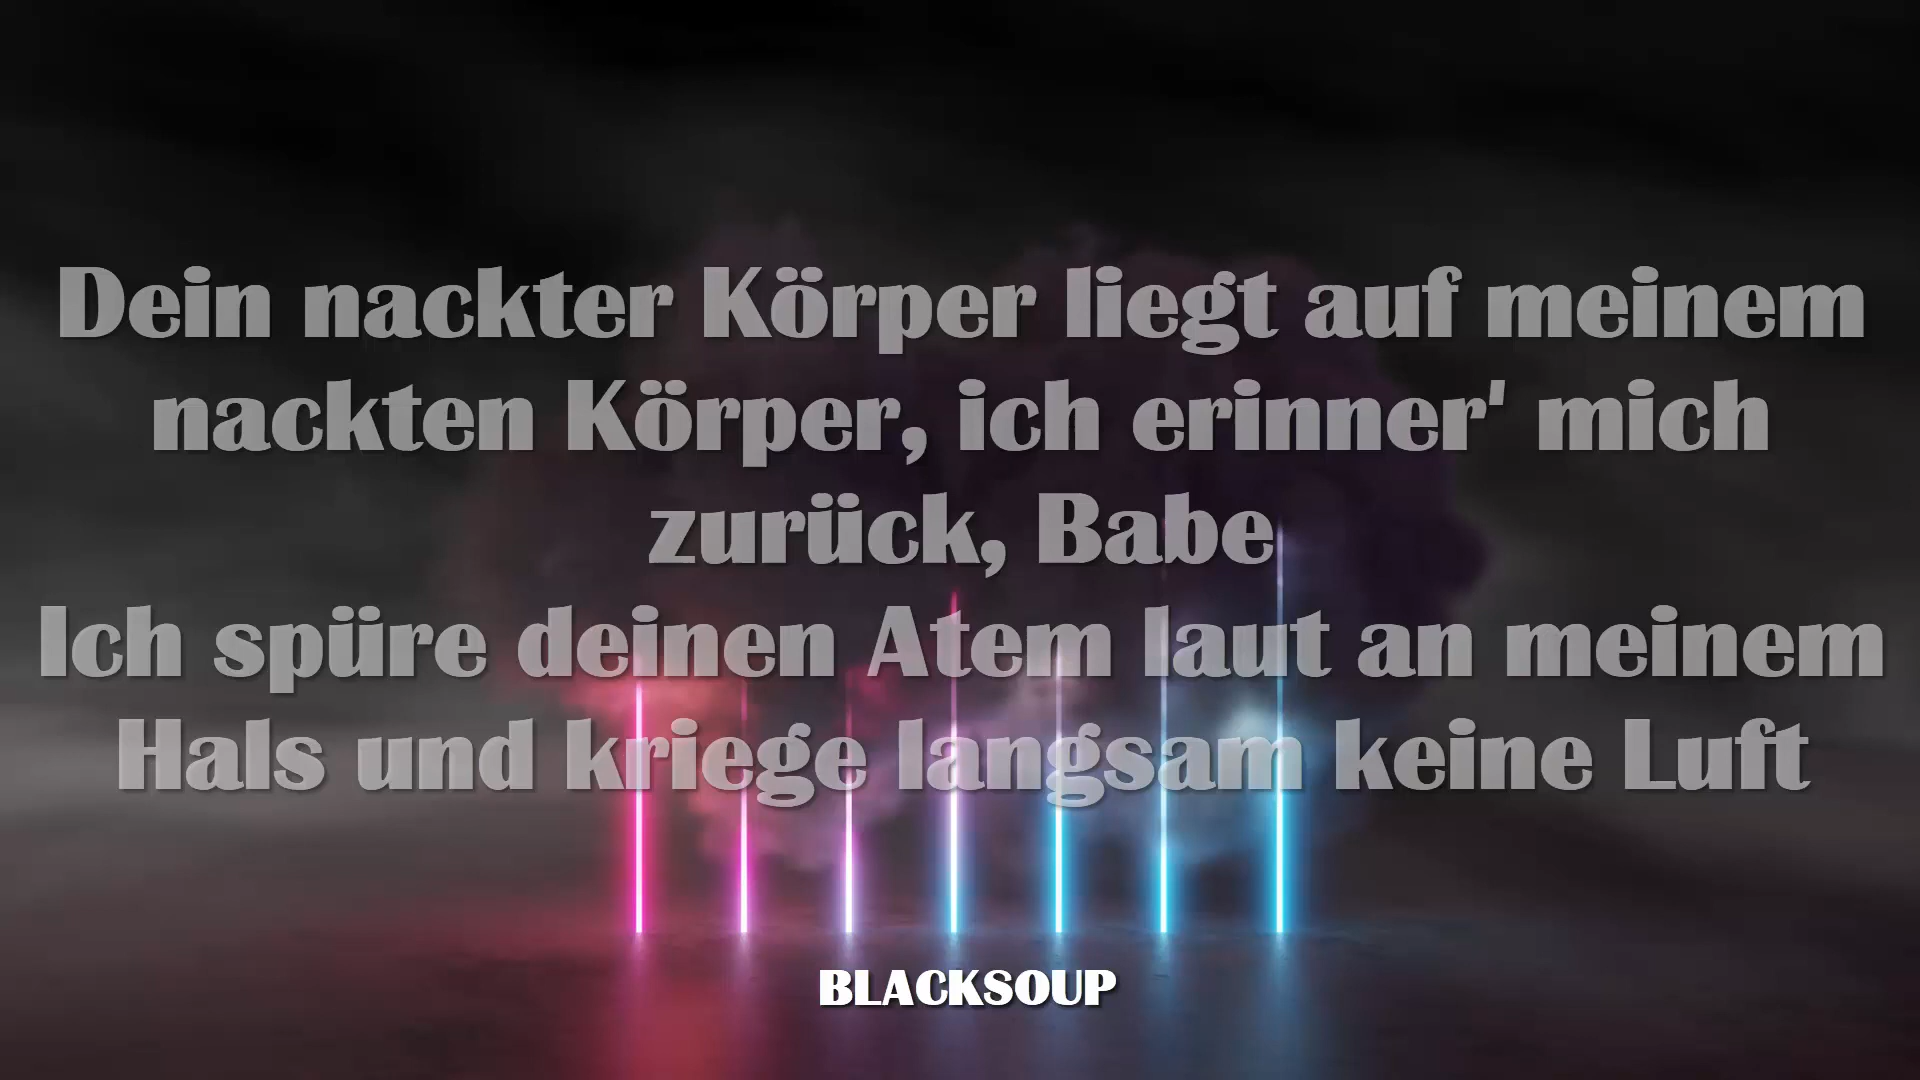 Dein nackter Körper liegt auf meinem
nackten Körper, ich erinner' mich
zurück, Babe
Ich spüre deinen Atem laut an meinem
Hals und kriege langsam keine Luft
BLACKSOUP